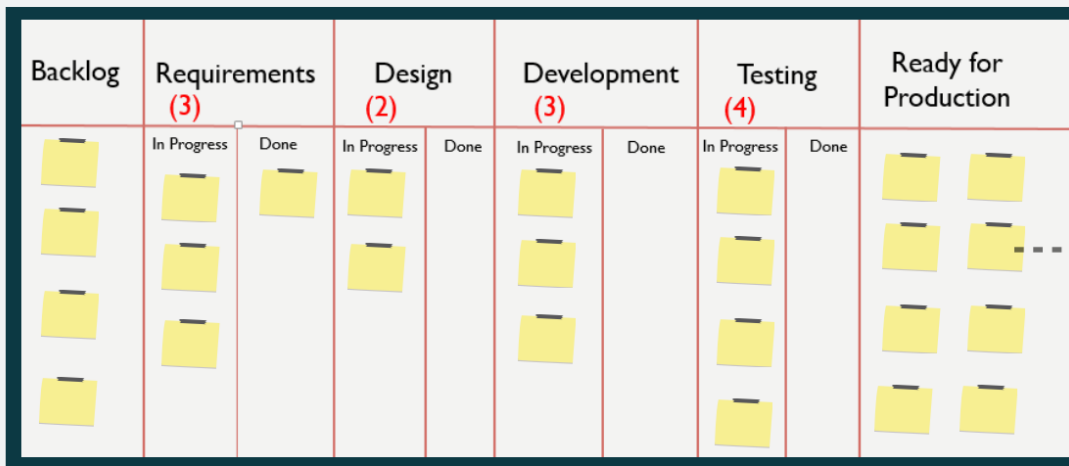 Backlog
Requirements
(3)
Design
(2)
Development
(3)
Testing
(4)
Ready for
Production
In Progress
Done
In Progress
Done
In Progress
Done
In Progress
Done